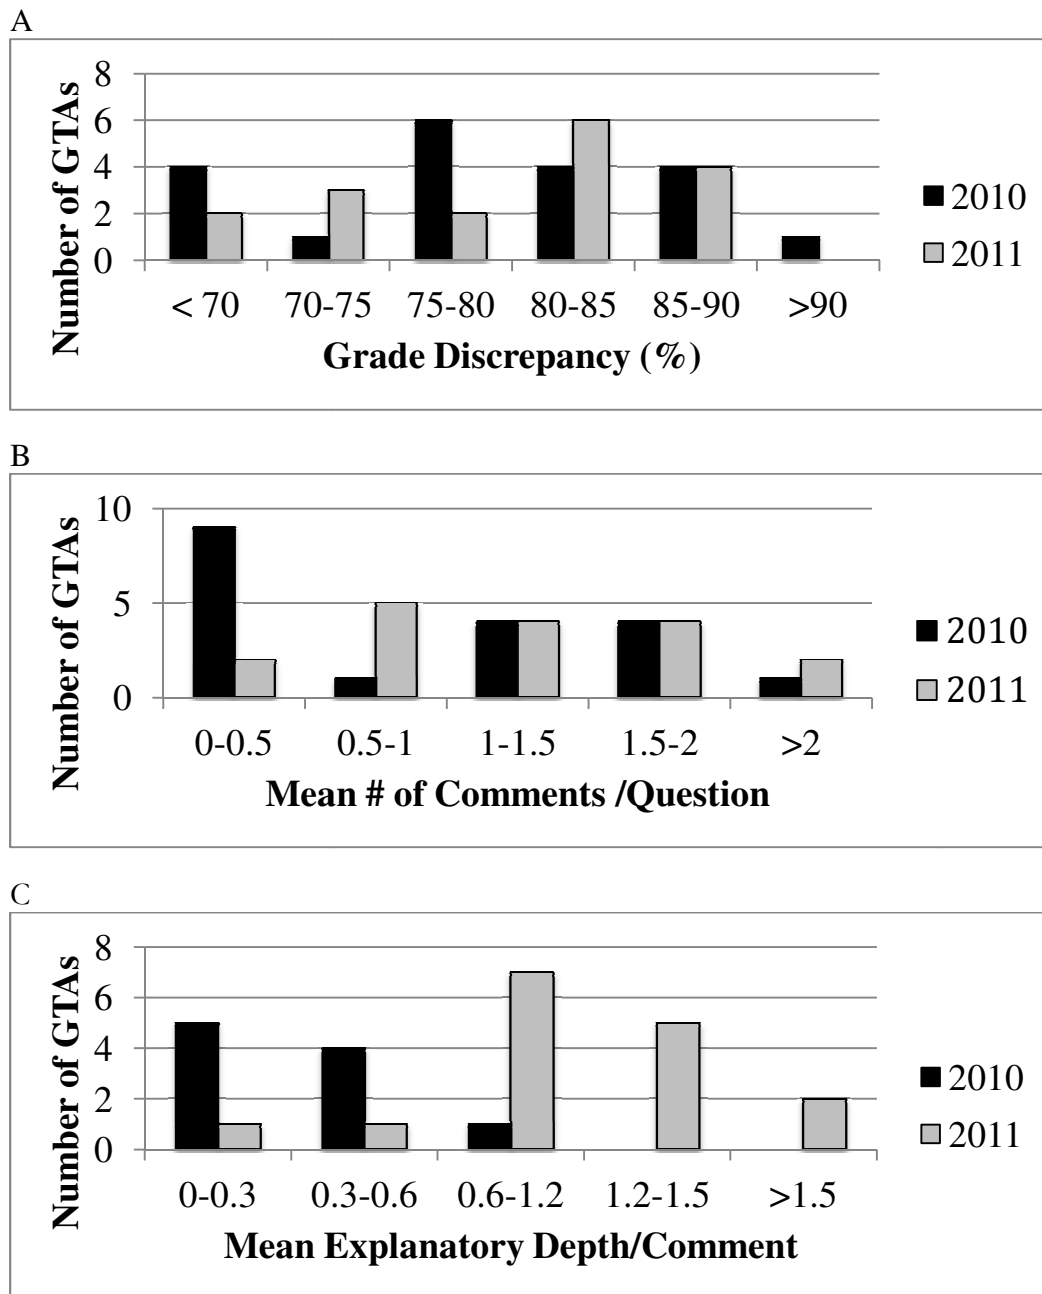 A
Number of GTAs
8
6
4
2
0
< 70 70-75 75-80 80-85 85-90 >90
Grade Discrepancy (%)
2010
2011
B
Number of GTAs
10
5
0
0-0.5 0.5-1 1-1.5 1.5-2 >2
Mean # of Comments /Question
2010
2011
C
Number of GTAs
8
6
4
2
0
0-0.3 0.3-0.6 0.6-1.2 1.2-1.5 >1.5
Mean Explanatory Depth/Comment
2010
2011